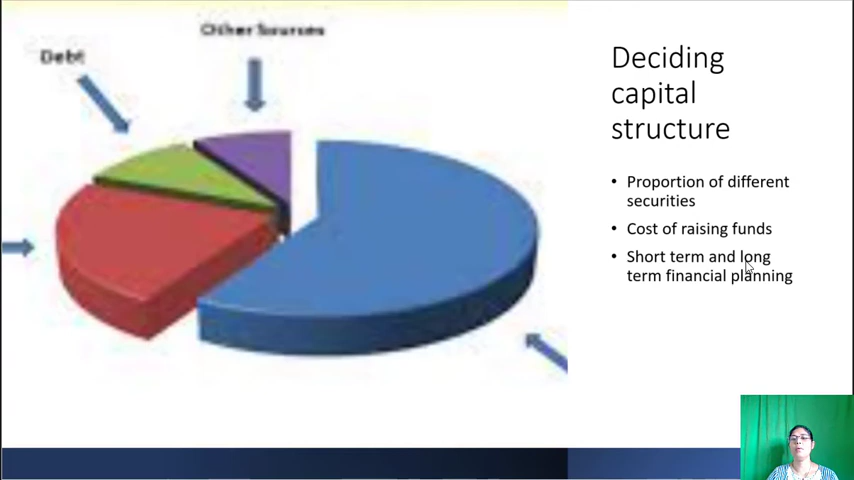 Other Sources
Debt
Deciding
capital
structure
• Proportion of different
securities
• Cost of raising funds
• Short term and long
term financial planning